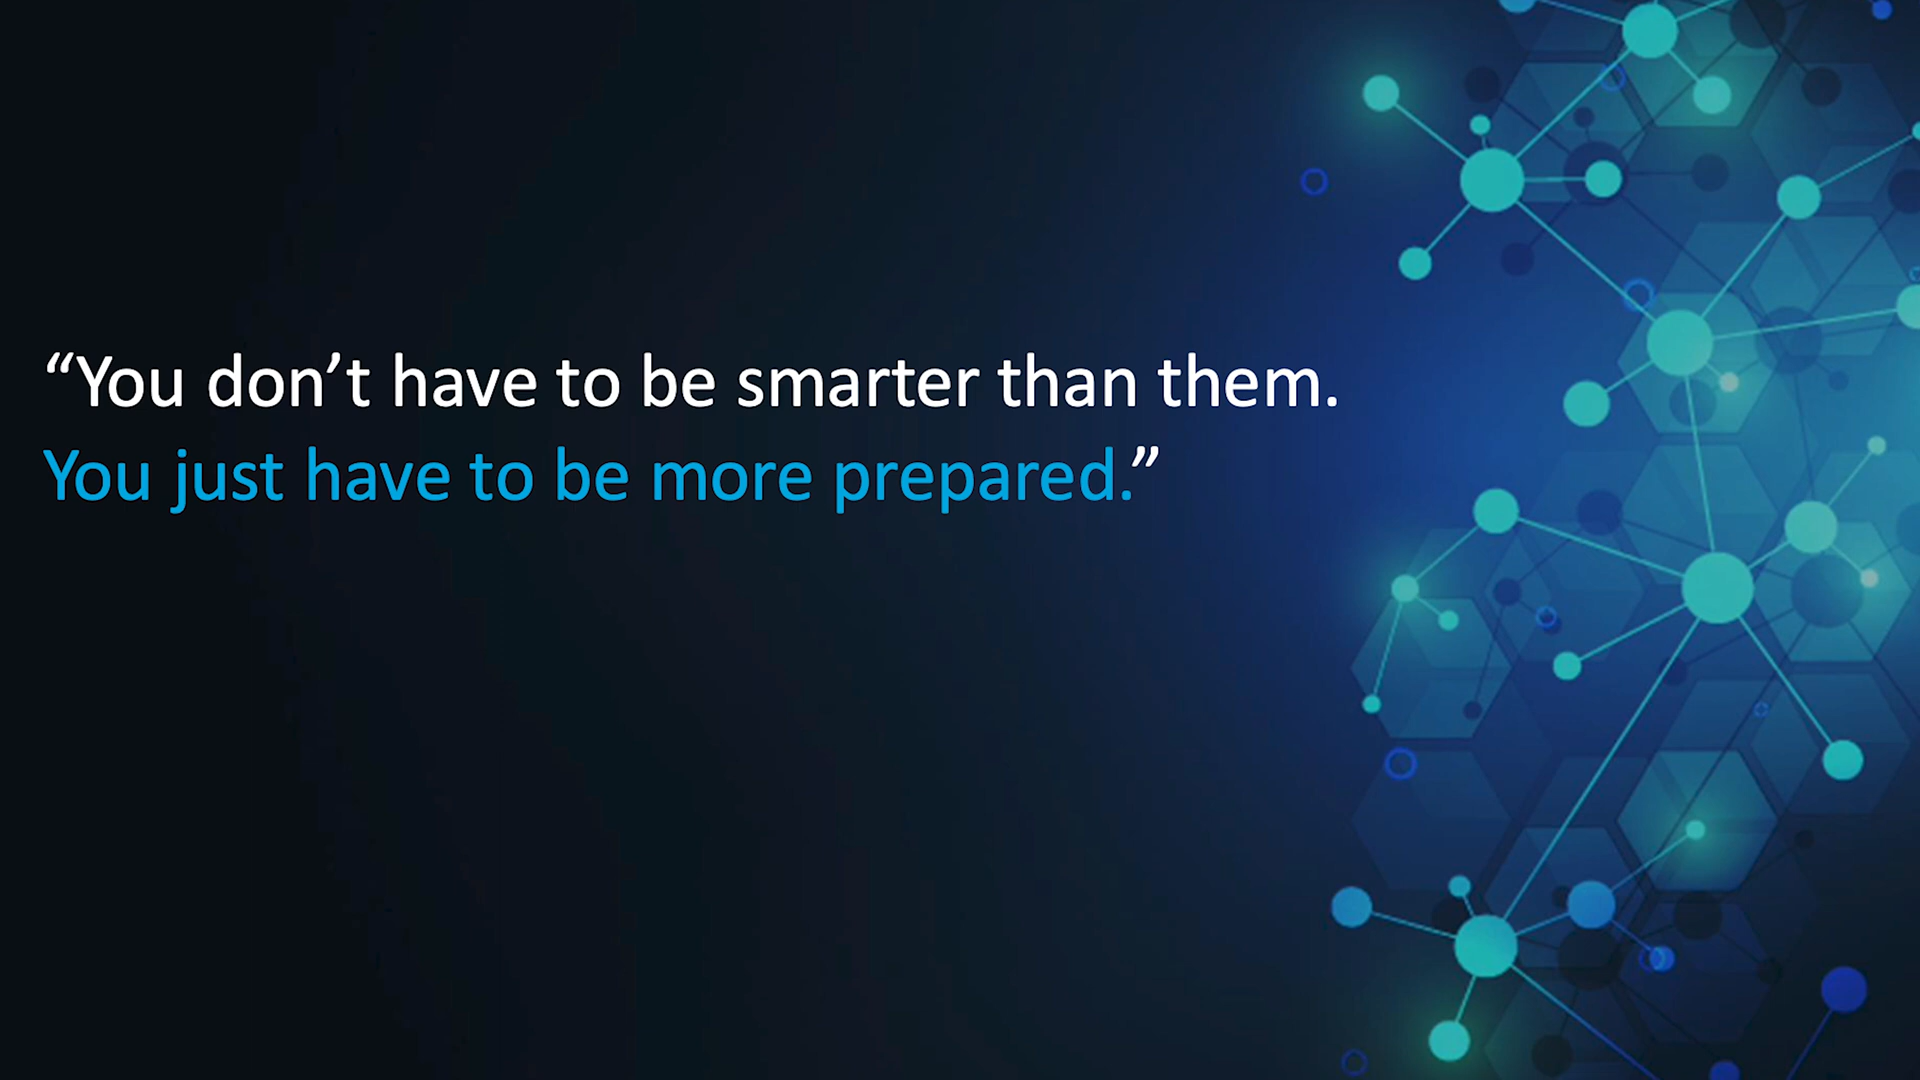 “You don’t have to be smarter than them.
You just have to be more prepared.”